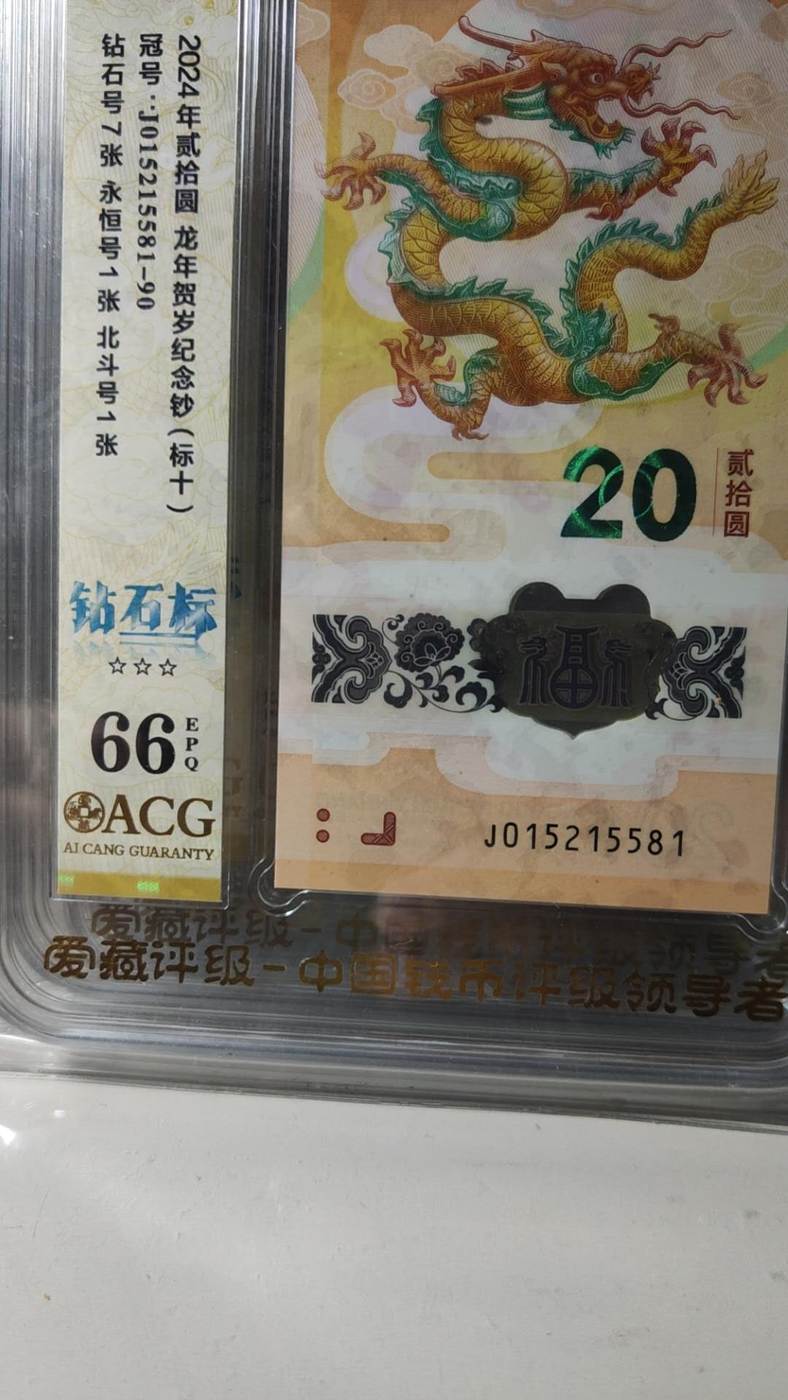 2024年贰拾圆 龙年贺岁纪念钞（标十）
冠号：J015215581-90
钻石号7张 永恒号1张 北斗号1张
钻石标
☆☆☆
66 EPQ
ACG
AI CANG GUARANTY
20
贰拾圆
福
J015215581
爱藏评级-中国钱币评级领导者